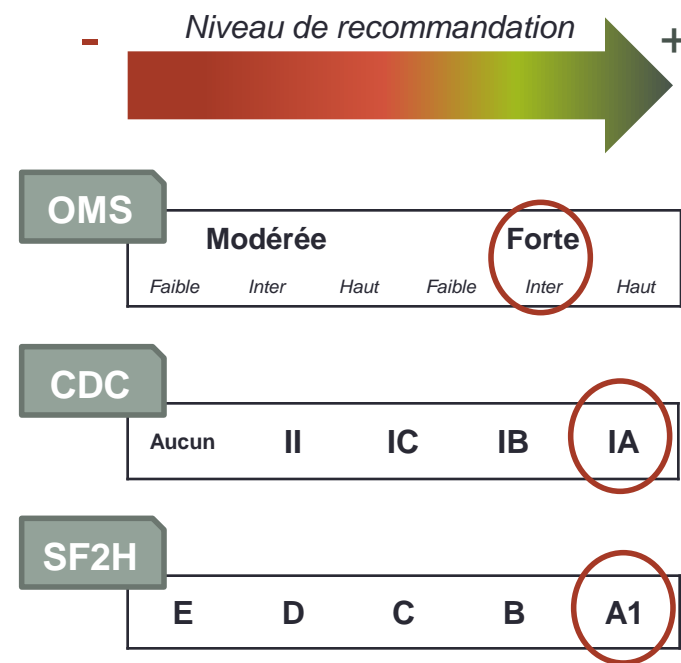 Niveau de recommandation
- +
OMS
Modérée Forte
Faible Inter Haut Faible Inter Haut
CDC
Aucun II IC IB IA
SF2H
E D C B A1